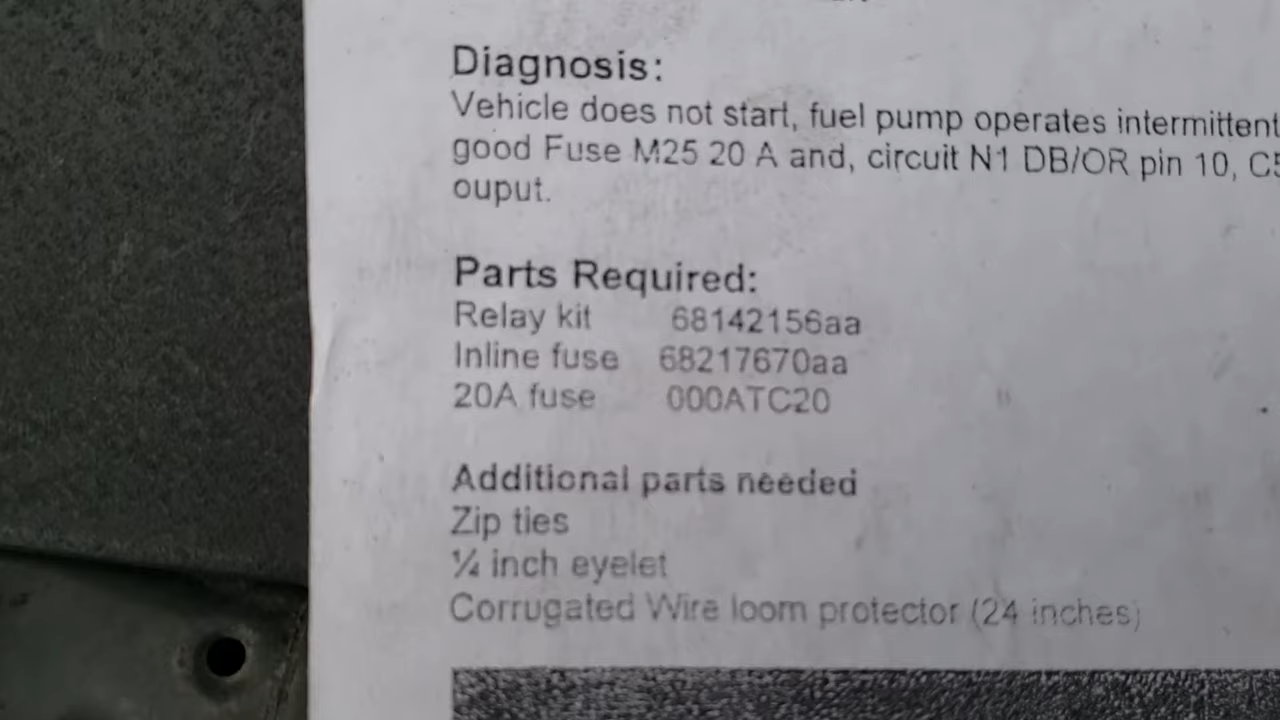 Diagnosis:
Vehicle does not start, fuel pump operates intermittent
good Fuse M25 20 A and, circuit N1 DB/OR pin 10, C5
ouput.
Parts Required:
Relay kit 68142156aa
Inline fuse 68217670aa
20A fuse 000ATC20
Additional parts needed
Zip ties
¼ inch eyelet
Corrugated Wire loom protector (24 inches)